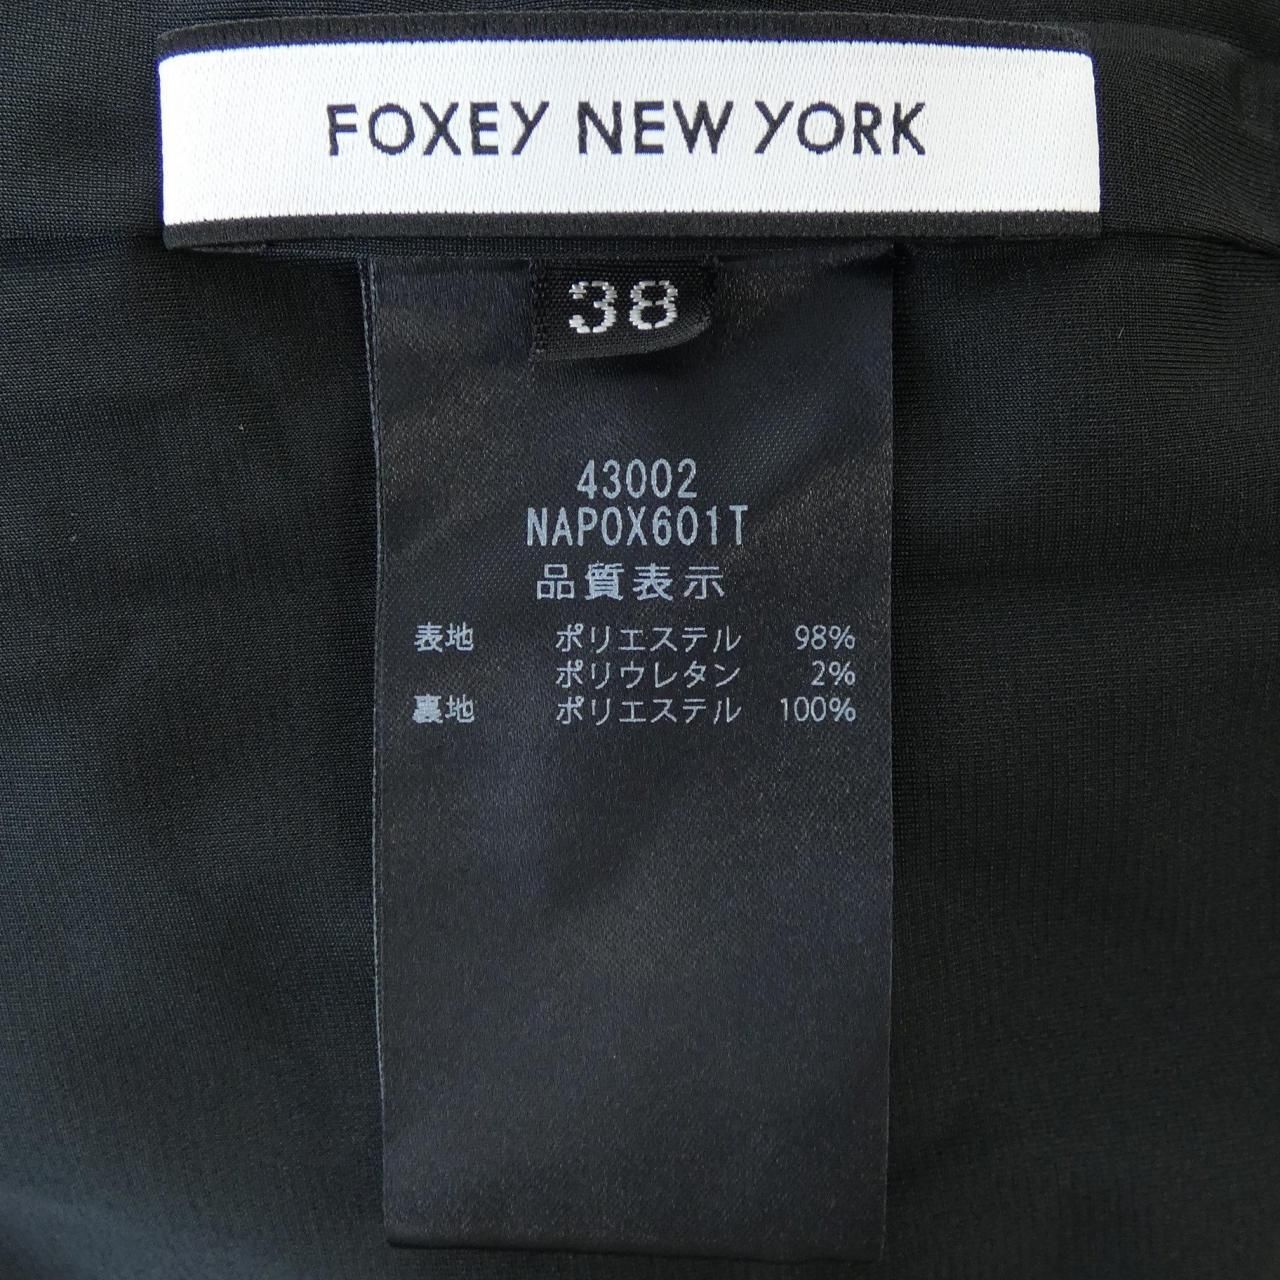 FOXEY NEW YORK
38
43002
NAPOX601T
品質表示
表地 ポリエステル 98%
ポリウレタン 2%
裏地 ポリエステル 100%